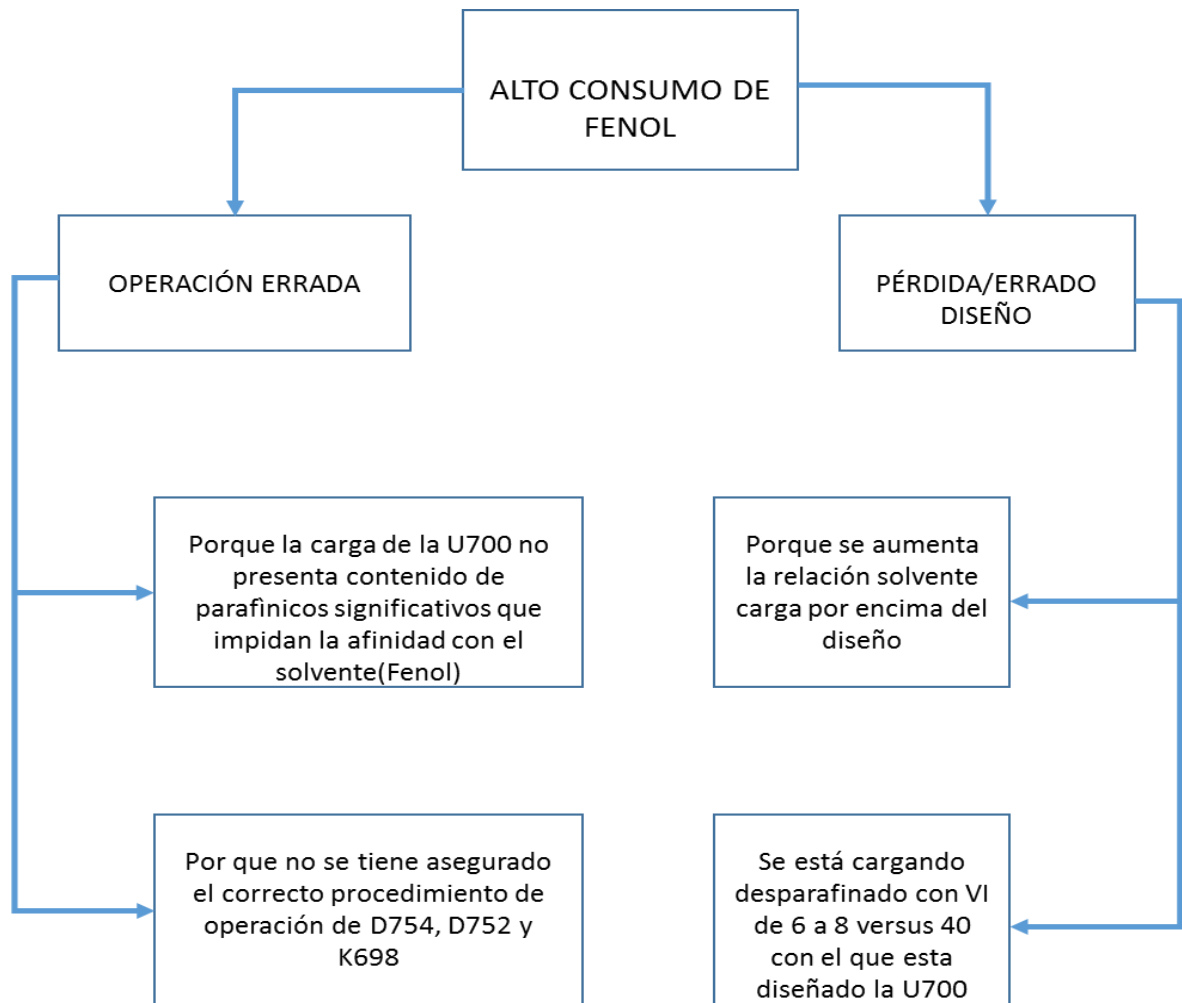 ALTO CONSUMO DE
FENOL
OPERACIÓN ERRADA
PÉRDIDA/ERRADO
DISEÑO
Porque la carga de la U700 no
presenta contenido de
parafìnicos significativos que
impidan la afinidad con el
solvente(Fenol)
Porque se aumenta
la relación solvente
carga por encima del
diseño
Por que no se tiene asegurado
el correcto procedimiento de
operación de D754, D752 y
K698
Se está cargando
desparafinado con VI
de 6 a 8 versus 40
con el que esta
diseñado la U700